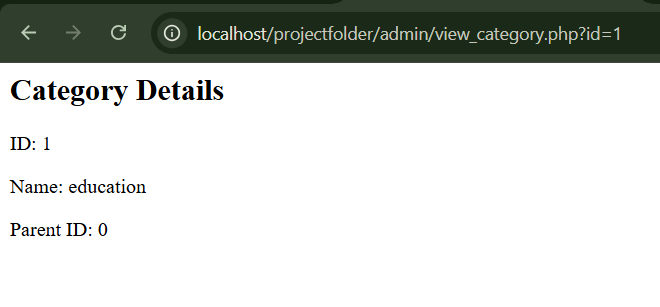 localhost/projectfolder/admin/view_category.php?id=1
Category Details
ID: 1
Name: education
Parent ID: 0